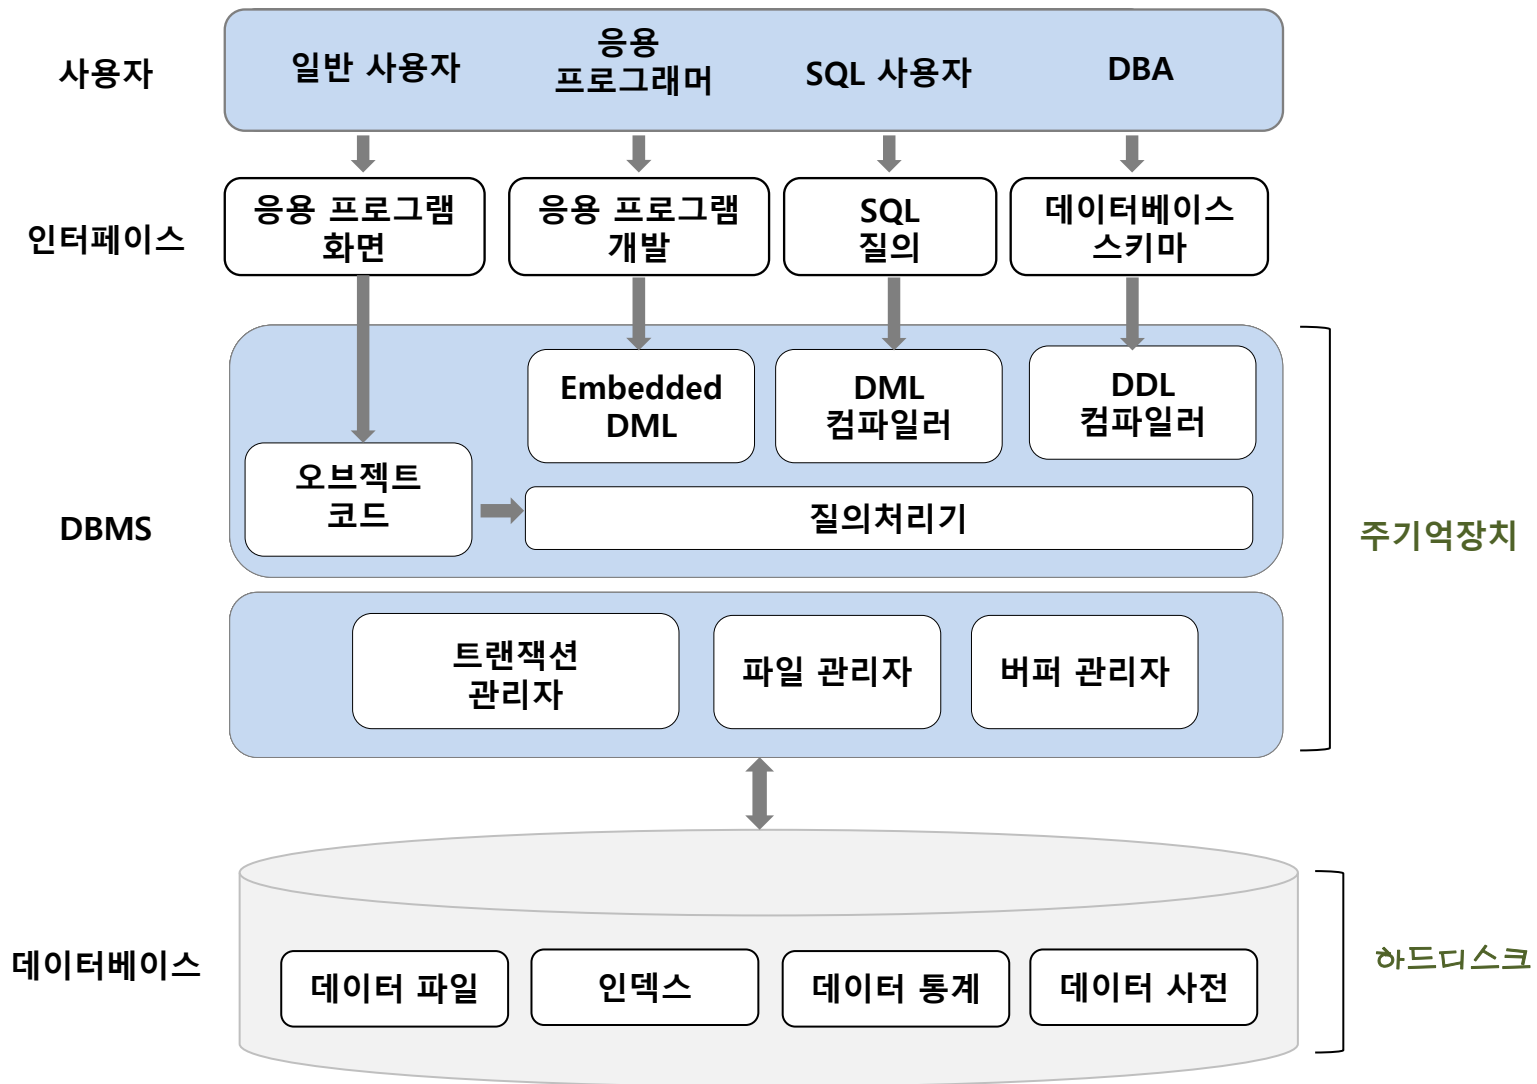 사용자
일반 사용자
응용
프로그래머
SQL 사용자
DBA
인터페이스
응용 프로그램
화면
응용 프로그램
개발
SQL
질의
데이터베이스
스키마
DBMS
Embedded
DML
DML
컴파일러
DDL
컴파일러
오브젝트
코드
질의처리기
주기억장치
트랜잭션
관리자
파일 관리자
버퍼 관리자
데이터베이스
데이터 파일
인덱스
데이터 통계
데이터 사전
하드디스크